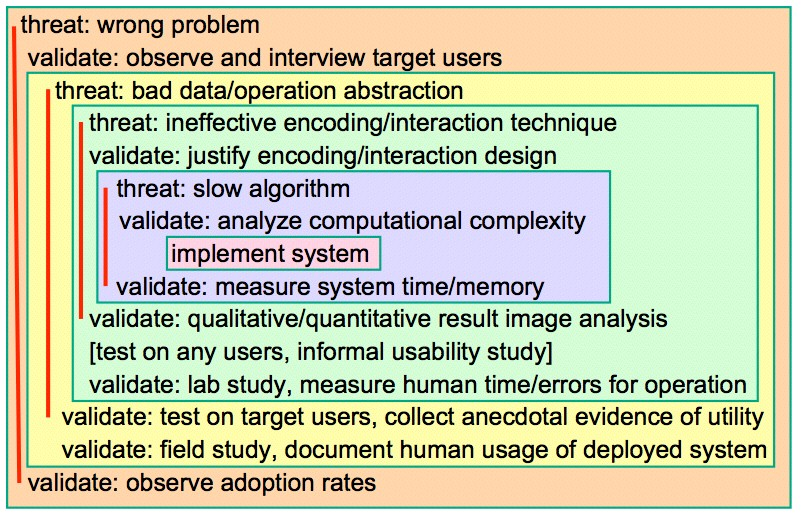 threat: wrong problem
validate: observe and interview target users
threat: bad data/operation abstraction
threat: ineffective encoding/interaction technique
validate: justify encoding/interaction design
threat: slow algorithm
validate: analyze computational complexity
implement system
validate: measure system time/memory
validate: qualitative/quantitative result image analysis
[test on any users, informal usability study]
validate: lab study, measure human time/errors for operation
validate: test on target users, collect anecdotal evidence of utility
validate: field study, document human usage of deployed system
validate: observe adoption rates